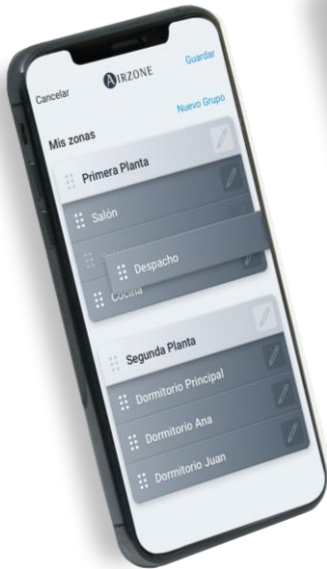 Cancelar
AIRZONE
Guardar
Mis zonas
Nuevo Grupo
Primera Planta
Salón
Despacho
Cocina
Segunda Planta
Dormitorio Principal
Dormitorio Ana
Dormitorio Juan